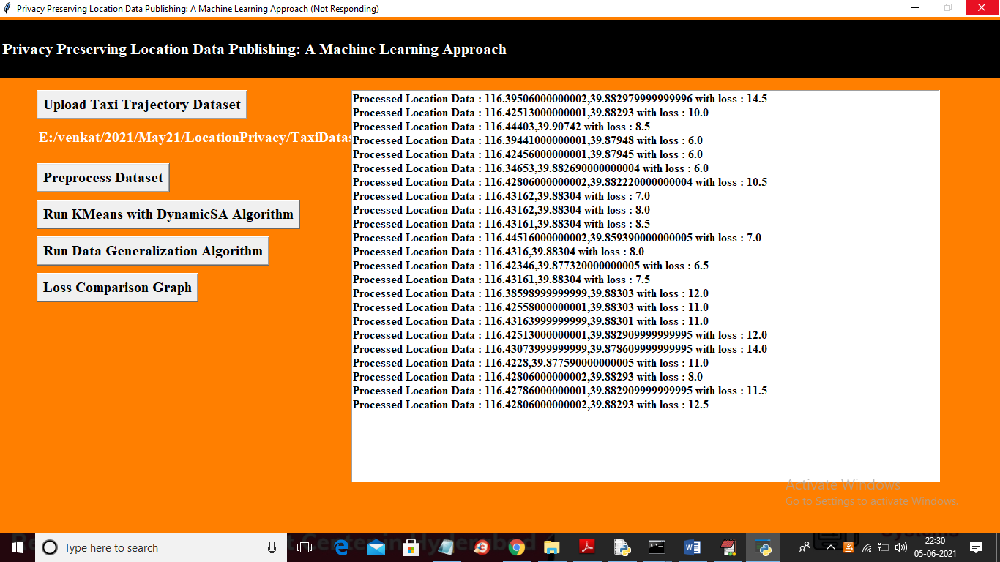 Privacy Preserving Location Data Publishing: A Machine Learning Approach (Not Responding)
Privacy Preserving Location Data Publishing: A Machine Learning Approach
Upload Taxi Trajectory Dataset
E:/venkat/2021/May21/LocationPrivacy/TaxiDatas
Preprocess Dataset
Run KMeans with DynamicSA Algorithm
Run Data Generalization Algorithm
Loss Comparison Graph
Processed Location Data : 116.39506000000002,39.882979999999996 with loss : 14.5
Processed Location Data : 116.42513000000001,39.88293 with loss : 10.0
Processed Location Data : 116.44403,39.90742 with loss : 8.5
Processed Location Data : 116.39441000000001,39.87948 with loss : 6.0
Processed Location Data : 116.42456000000001,39.87945 with loss : 6.0
Processed Location Data : 116.34653,39.882690000000004 with loss : 6.0
Processed Location Data : 116.42806000000002,39.882220000000004 with loss : 10.5
Processed Location Data : 116.43162,39.88304 with loss : 7.0
Processed Location Data : 116.43162,39.88304 with loss : 8.0
Processed Location Data : 116.43161,39.88304 with loss : 8.5
Processed Location Data : 116.44516000000002,39.859390000000005 with loss : 7.0
Processed Location Data : 116.4316,39.88304 with loss : 8.0
Processed Location Data : 116.42346,39.877320000000005 with loss : 6.5
Processed Location Data : 116.43161,39.88304 with loss : 7.5
Processed Location Data : 116.38598999999999,39.88303 with loss : 12.0
Processed Location Data : 116.42558000000001,39.88303 with loss : 11.0
Processed Location Data : 116.43163999999999,39.88301 with loss : 11.0
Processed Location Data : 116.42513000000001,39.882909999999995 with loss : 12.0
Processed Location Data : 116.43073999999999,39.878609999999995 with loss : 14.0
Processed Location Data : 116.4228,39.877590000000005 with loss : 11.0
Processed Location Data : 116.42806000000002,39.88293 with loss : 8.0
Processed Location Data : 116.42786000000001,39.882909999999995 with loss : 11.5
Processed Location Data : 116.42806000000002,39.88293 with loss : 12.5
Activate Windows
Go to Settings to activate Windows.
Type here to search
22:30
05-06-2021